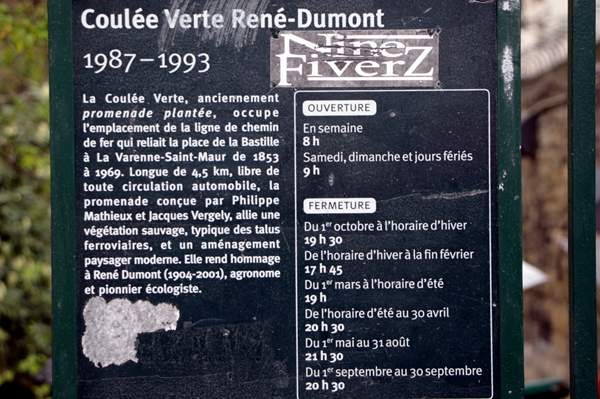 Coulée Verte René-Dumont
1987–1993
Nine
FiverZ
La Coulée Verte, anciennement
promenade plantée, occupe
l'emplacement de la ligne de chemin
de fer qui reliait la place de la Bastille
à La Varenne-Saint-Maur de 1853
à 1969. Longue de 4,5 km, libre de
toute circulation automobile, la
promenade conçue par Philippe
Mathieux et Jacques Vergely, allie une
végétation sauvage, typique des talus
ferroviaires, et un aménagement
paysager moderne. Elle rend hommage
à René Dumont (1904-2001), agronome
et pionnier écologiste.
OUVERTURE
En semaine
8 h
Samedi, dimanche et jours fériés
9 h
FERMETURE
Du 1er octobre à l'horaire d'hiver
19 h 30
De l'horaire d'hiver à la fin février
17 h 45
Du 1er mars à l'horaire d'été
19 h
De l'horaire d'été au 30 avril
20 h 30
Du 1er mai au 31 août
21 h 30
Du 1er septembre au 30 septembre
20 h 30